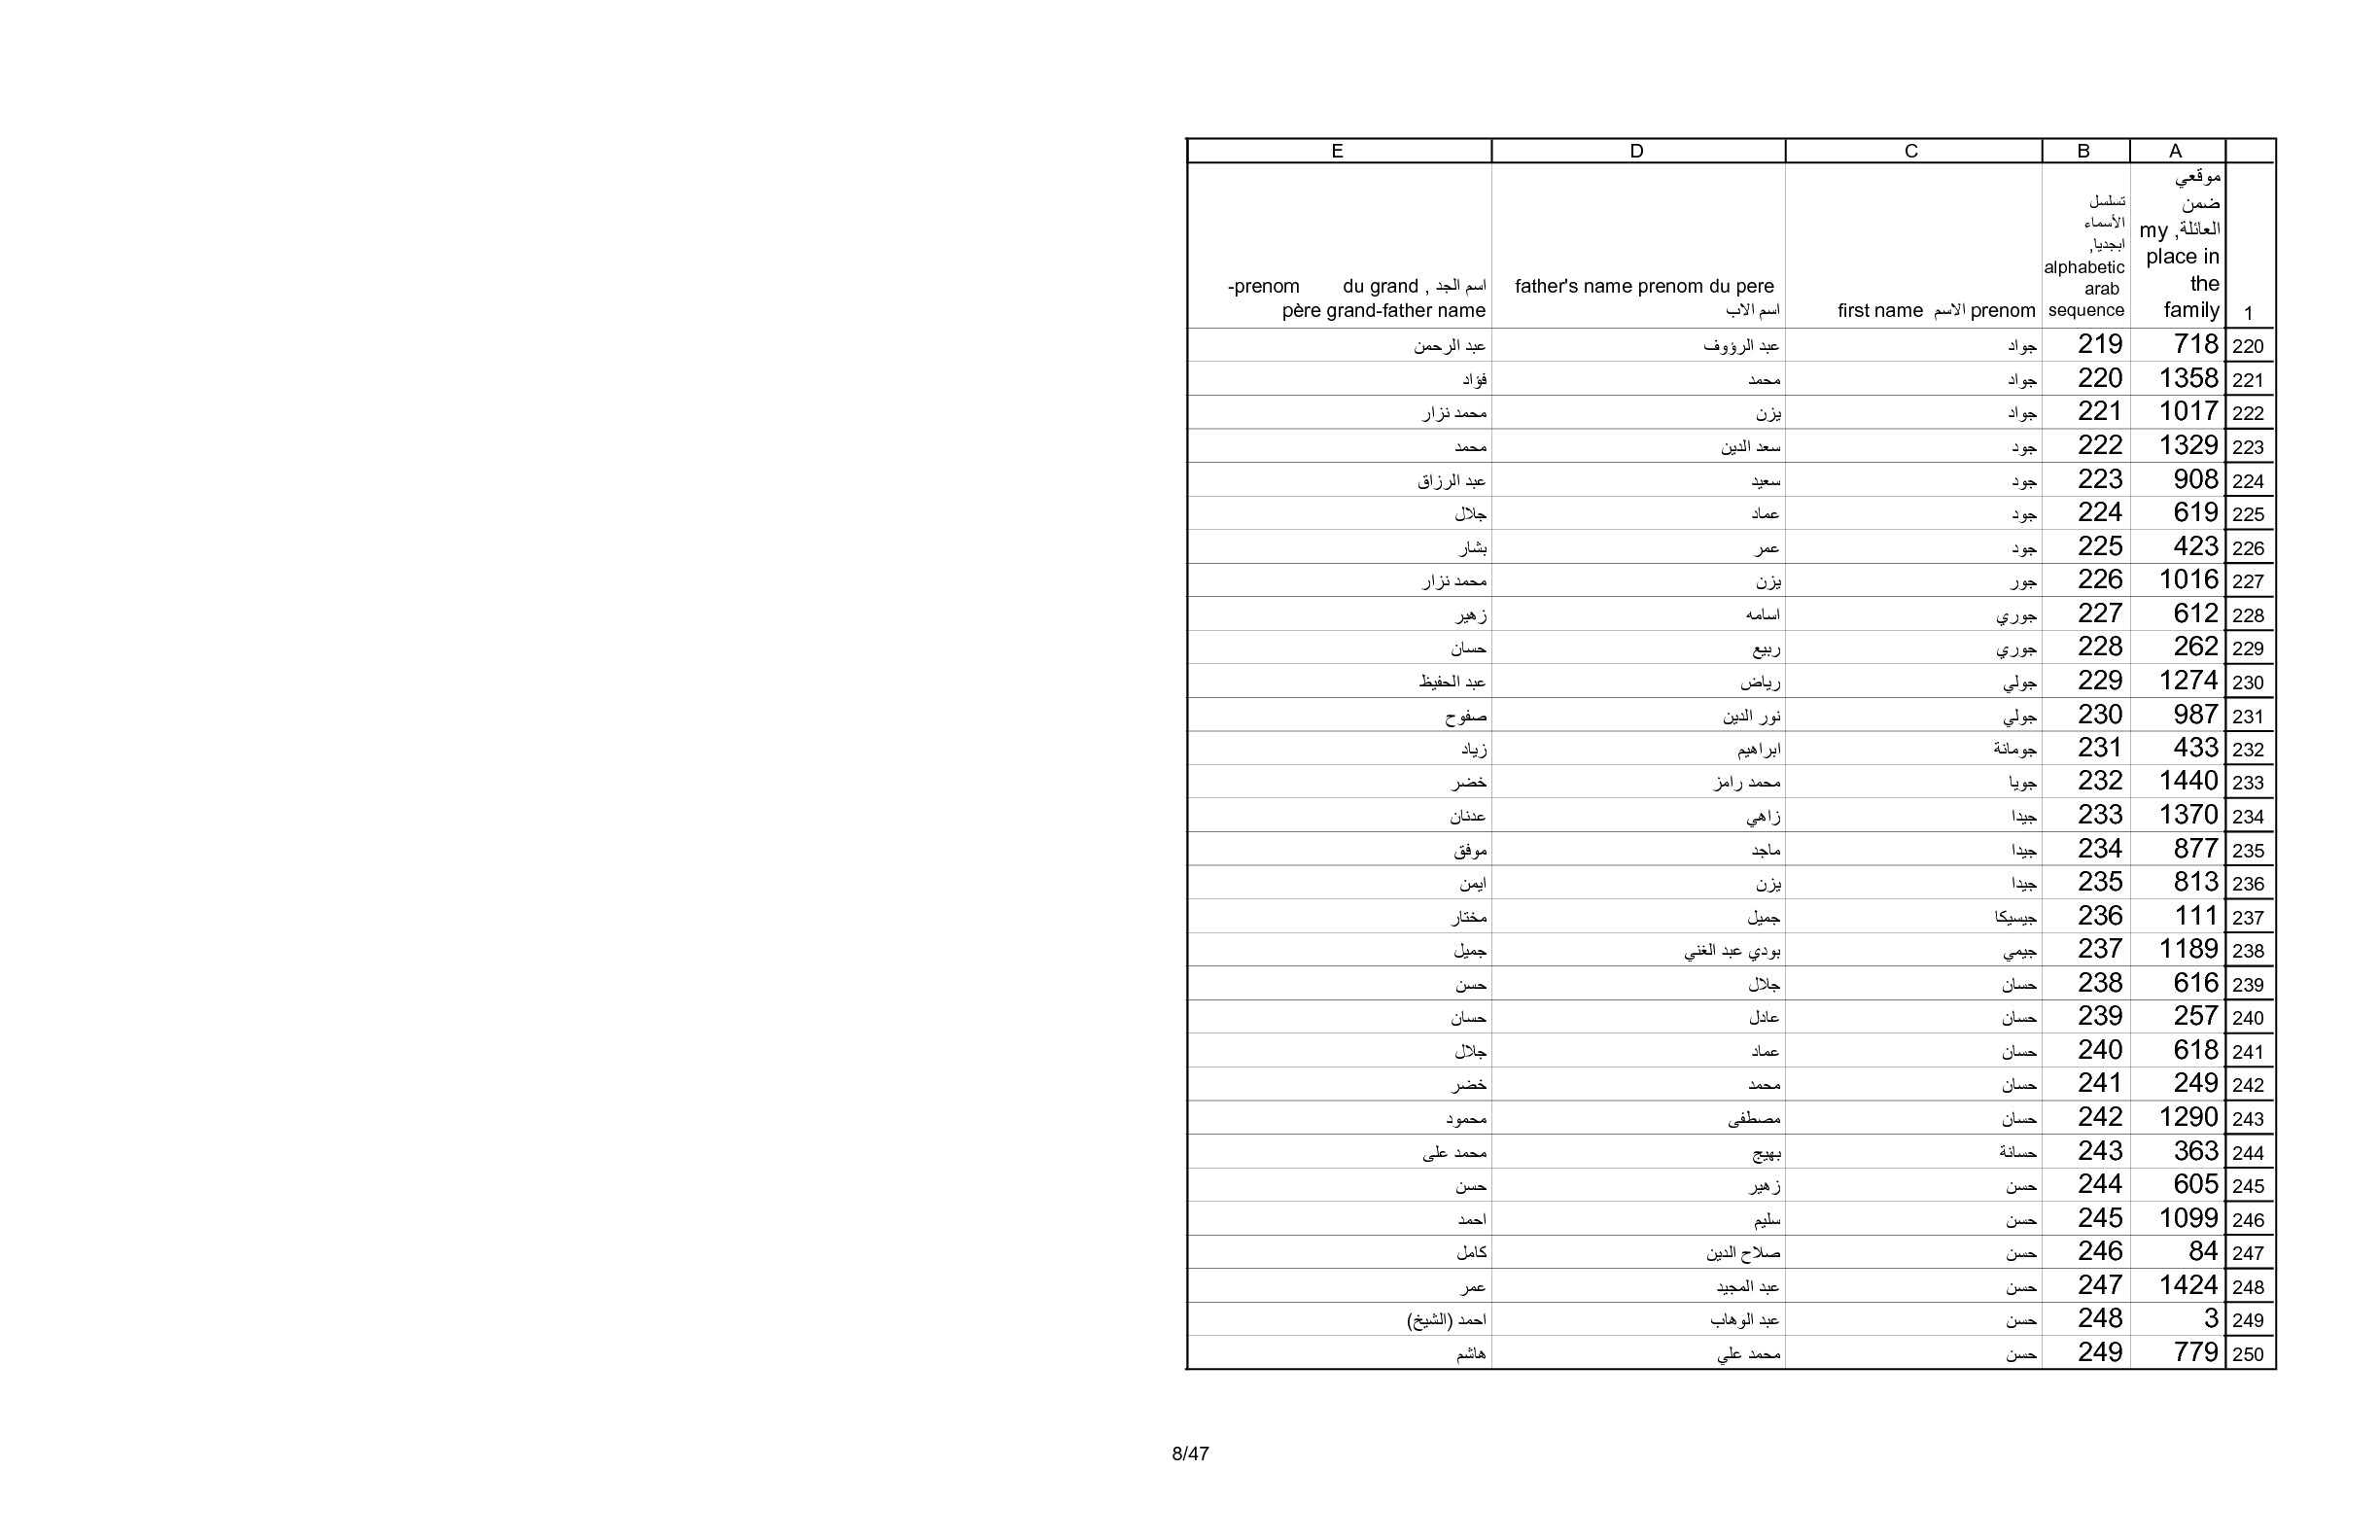 A B C D E
1 موقعي ضمن العائلة, my place in the family تسلسل الأسماء ابجديا, alphabetic arab sequence first name الاسم prenom father's name prenom du pere اسم الاب -prenom du grand , اسم الجد père grand-father name
220 718 219 جواد عبد الرؤوف عبد الرحمن
221 1358 220 جواد محمد فؤاد
222 1017 221 جواد يزن محمد نزار
223 1329 222 جود سعد الدين محمد
224 908 223 جود سعيد عبد الرزاق
225 619 224 جود عماد جلال
226 423 225 جود عمر بشار
227 1016 226 جور يزن محمد نزار
228 612 227 جوري اسامه زهير
229 262 228 جوري ربيع حسان
230 1274 229 جولي رياض عبد الحفيظ
231 987 230 جولي نور الدين صفوح
232 433 231 جومانة ابراهيم زياد
233 1440 232 جويا محمد رامز خضر
234 1370 233 جيدا زاهي عدنان
235 877 234 جيدا ماجد موفق
236 813 235 جيدا يزن ايمن
237 111 236 جيسيكا جميل مختار
238 1189 237 جيمي بودي عبد الغني جميل
239 616 238 حسان جلال حسن
240 257 239 حسان عادل حسان
241 618 240 حسان عماد جلال
242 249 241 حسان محمد خضر
243 1290 242 حسان مصطفى محمود
244 363 243 حسانة بهيج محمد على
245 605 244 حسن زهير حسن
246 1099 245 حسن سليم احمد
247 84 246 حسن صلاح الدين كامل
248 1424 247 حسن عبد المجيد عمر
249 3 248 حسن عبد الوهاب احمد (الشيخ)
250 779 249 حسن محمد علي هاشم
8/47